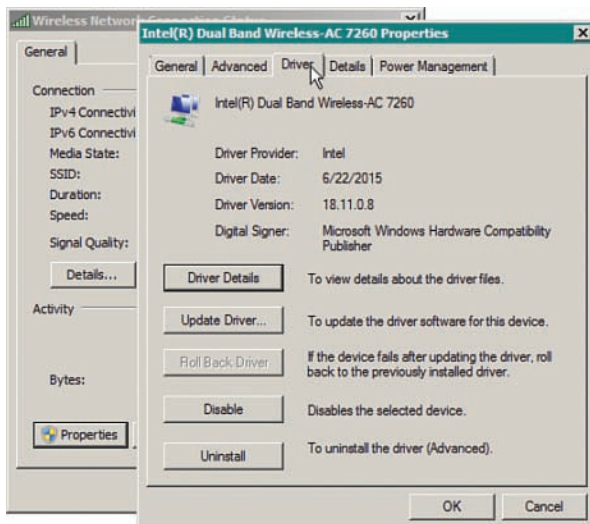 Wireless Network Connection Status
Intel(R) Dual Band Wireless-AC 7260 Properties
General
General Advanced Driver Details Power Management
Connection
IPv4 Connectivi
IPv6 Connectivi
Media State:
SSID:
Duration:
Speed:
Signal Quality:
Details...
Activity
Bytes:
Properties
Intel(R) Dual Band Wireless-AC 7260
Driver Provider: Intel
Driver Date: 6/22/2015
Driver Version: 18.11.0.8
Digital Signer: Microsoft Windows Hardware Compatibility
Publisher
Driver Details To view details about the driver files.
Update Driver... To update the driver software for this device.
Roll Back Driver If the device fails after updating the driver, roll
back to the previously installed driver.
Disable Disables the selected device.
Uninstall To uninstall the driver (Advanced).
OK Cancel